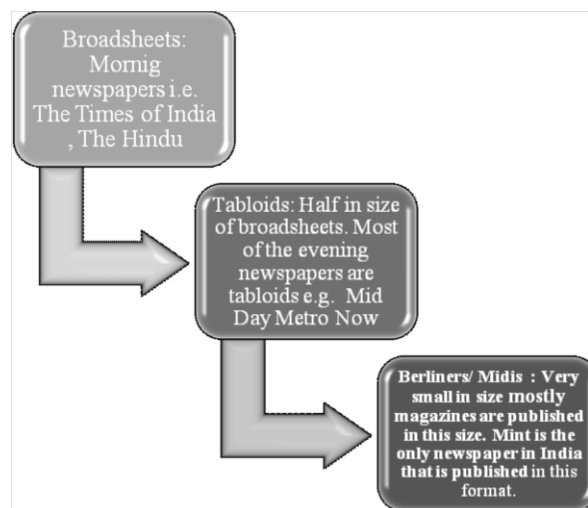 Broadsheets:
Mornig
newspapers i.e.
The Times of India
, The Hindu
Tabloids: Half in size
of broadsheets. Most
of the evening
newspapers are
tabloids e.g. Mid
Day Metro Now
Berliners/ Midis : Very
small in size mostly
magazines are published
in this size. Mint is the
only newspaper in India
that is published in this
format.